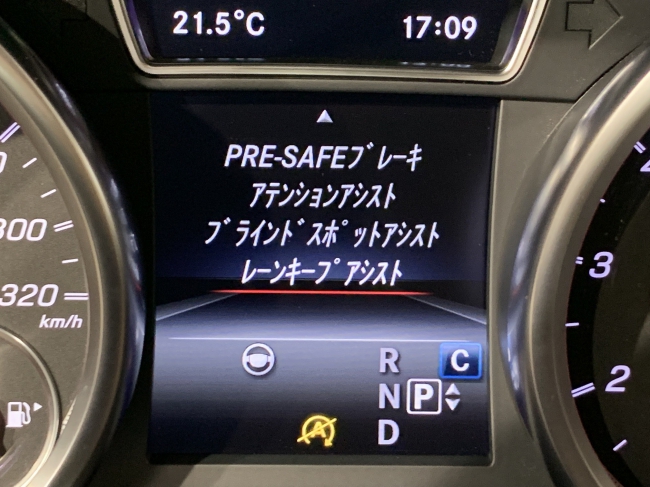 21.5°C 17:09
PRE-SAFEブレーキ
アテンションアシスト
ブラインドスポットアシスト
レーンキープアシスト
300
320
km/h
3
2
R C
N P
A D